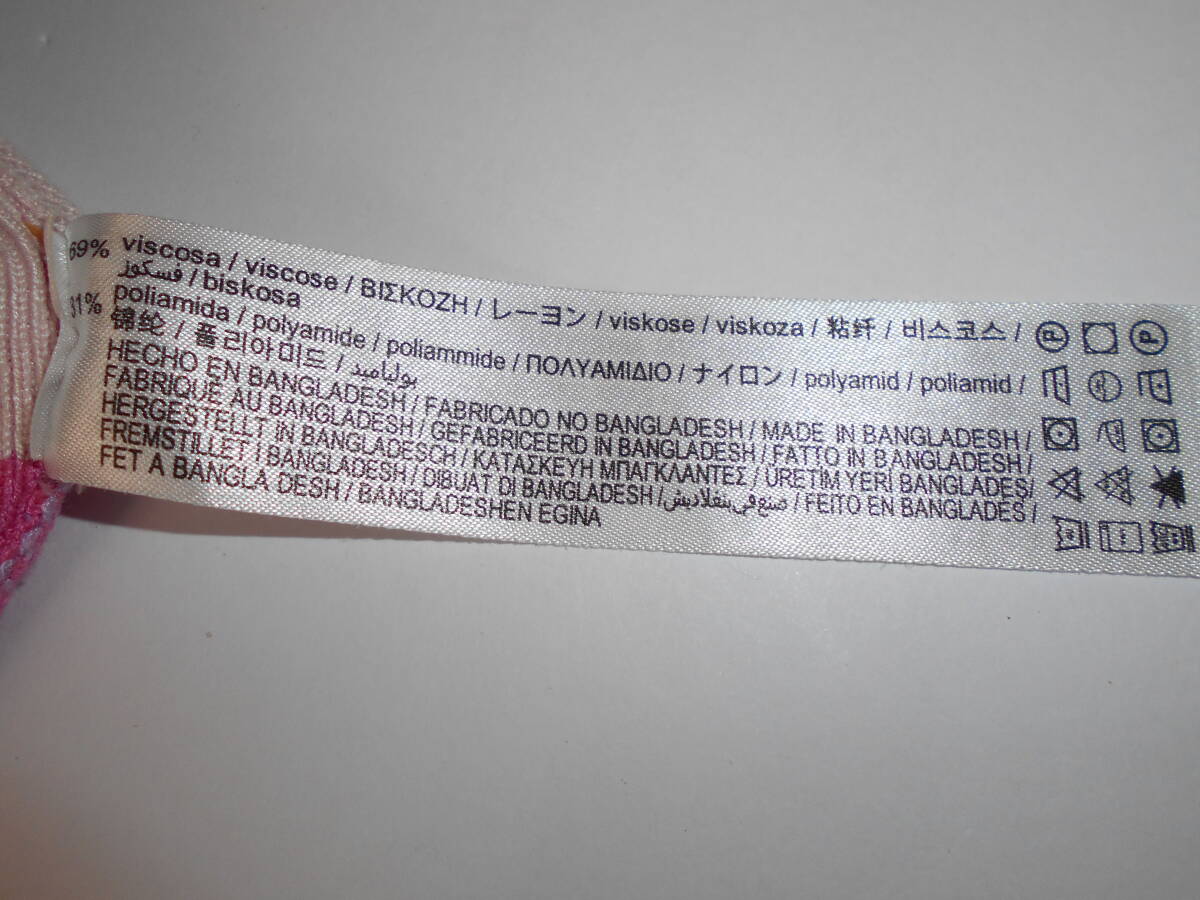 69% viscosa / viscose / ΒΙΣΚΟΖΗ / レーヨン / viskose / viskoza / 粘纤 / 비스코스 /
فسكوز / biskosa
31% poliamida / polyamide / poliammide / ΠΟΛΥΑΜΙΔΙΟ / ナイロン / polyamid / poliamid /
锦纶 / 폴리아미드 / بولياميد
HECHO EN BANGLADESH / FABRICADO NO BANGLADESH / MADE IN BANGLADESH /
FABRIQUÉ AU BANGLADESH / GEFABRICEERD IN BANGLADESH / FATTO IN BANGLADESH /
HERGESTELLT IN BANGLADESCH / ΚΑΤΑΣΚΕΥΗ ΜΠΑΓΚΛΑΝΤΕΣ / ÜRETIM YERI BANGLADEŞ/
FREMSTILLET I BANGLADESH / DIBUAT DI BANGLADESH / صنع في بنقلاديش / FEITO EN BANGLADES /
FET A BANGLA DESH / BANGLADESHEN EGINA
P P